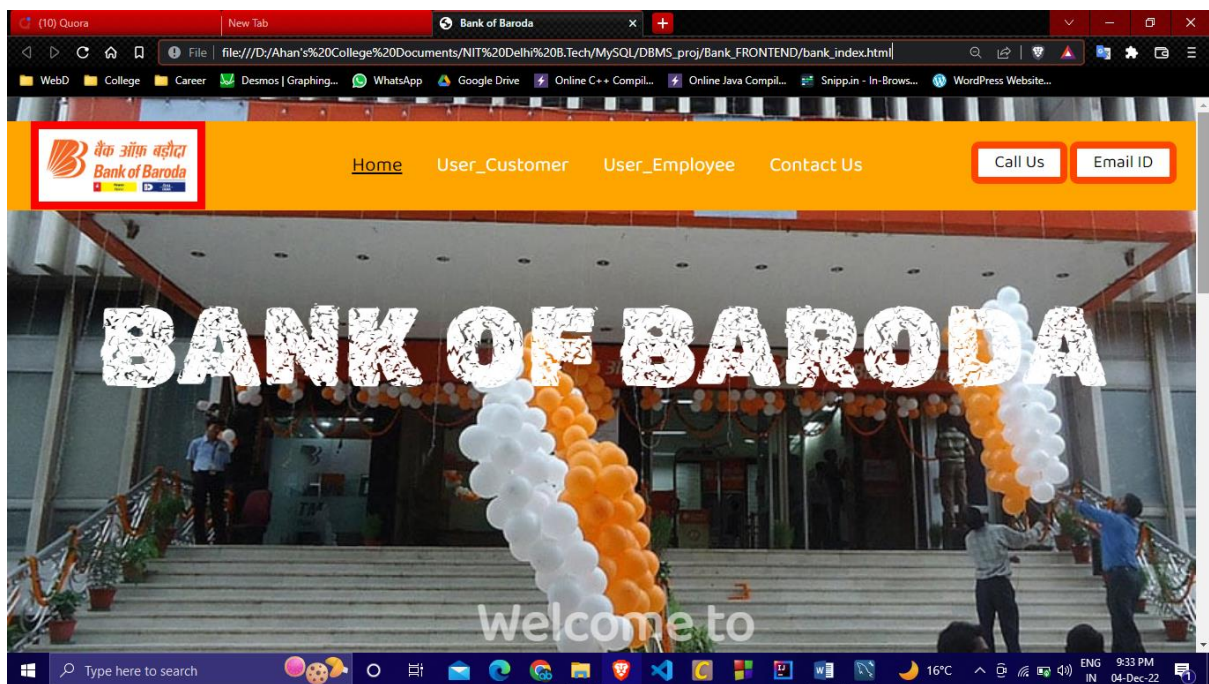 (10) Quora
New Tab
Bank of Baroda
File
file:///D:/Ahan's%20College%20Documents/NIT%20Delhi%20B.Tech/MySQL/DBMS_proj/Bank_FRONTEND/bank_index.html
WebD College Career Desmos | Graphing... WhatsApp Google Drive Online C++ Compil... Online Java Compil... Snipp.in - In-Brows... WordPress Website...
बैंक ऑफ़ बड़ौदा
Bank of Baroda
Home User_Customer User_Employee Contact Us
Call Us Email ID
BANK OF BARODA
Welcome to
Type here to search
16°C
ENG 9:33 PM
IN 04-Dec-22